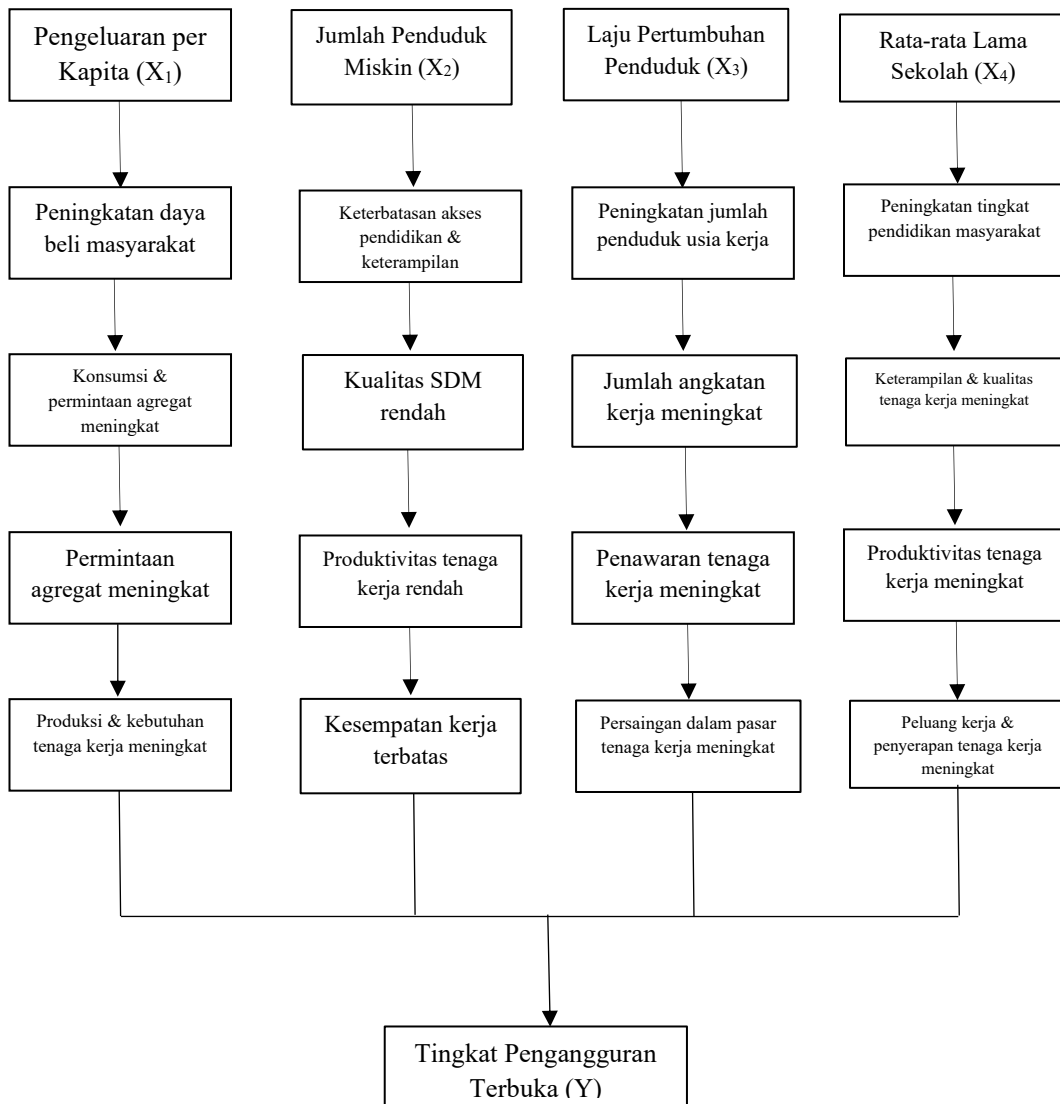 Pengeluaran per
Kapita (X₁)
Jumlah Penduduk
Miskin (X₂)
Laju Pertumbuhan
Penduduk (X₃)
Rata-rata Lama
Sekolah (X₄)
Peningkatan daya
beli masyarakat
Keterbatasan akses
pendidikan &
keterampilan
Peningkatan jumlah
penduduk usia kerja
Peningkatan tingkat
pendidikan masyarakat
Konsumsi &
permintaan agregat
meningkat
Kualitas SDM
rendah
Jumlah angkatan
kerja meningkat
Keterampilan & kualitas
tenaga kerja meningkat
Permintaan
agregat meningkat
Produktivitas tenaga
kerja rendah
Penawaran tenaga
kerja meningkat
Produktivitas tenaga
kerja meningkat
Produksi & kebutuhan
tenaga kerja meningkat
Kesempatan kerja
terbatas
Persaingan dalam pasar
tenaga kerja meningkat
Peluang kerja &
penyerapan tenaga kerja
meningkat
Tingkat Pengangguran
Terbuka (Y)